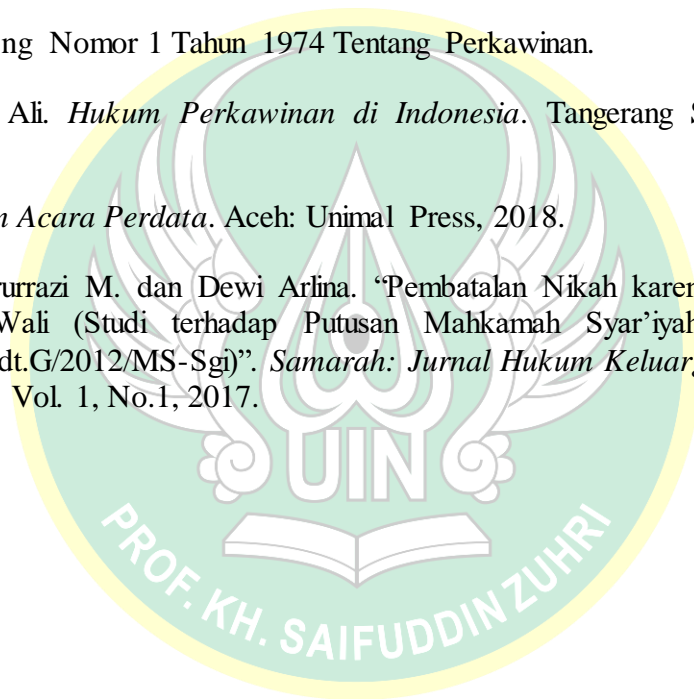 ng Nomor 1 Tahun 1974 Tentang Perkawinan.
Ali. Hukum Perkawinan di Indonesia. Tangerang S
n Acara Perdata. Aceh: Unimal Press, 2018.
rurrazi M. dan Dewi Arlina. “Pembatalan Nikah karen
Wali (Studi terhadap Putusan Mahkamah Syar’iyah
dt.G/2012/MS-Sgi)”. Samarah: Jurnal Hukum Keluarg
Vol. 1, No.1, 2017.
UIN
PROF. KH. SAIFUDDIN ZUHRI